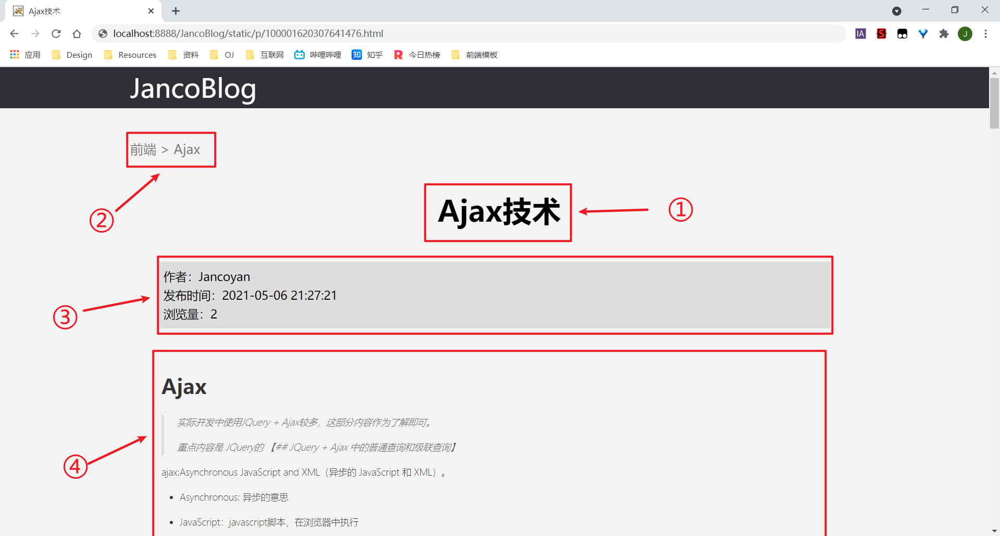 Ajax技术
localhost:8888/JancoBlog/static/p/100001620307641476.html
IA
S
J
应用 Design Resources 资料 OJ 互联网 哔哩哔哩 知 知乎 R 今日热榜 前端模板
JancoBlog
前端 > Ajax
②
Ajax技术
①
作者：Jancoyan
发布时间：2021-05-06 21:27:21
浏览量：2
③
Ajax
实际开发中使用JQuery + Ajax较多，这部分内容作为了解即可。
重点内容是 JQuery的 【## JQuery + Ajax 中的普通查询和级联查询】
④
ajax:Asynchronous JavaScript and XML（异步的 JavaScript 和 XML）。
• Asynchronous: 异步的意思
• JavaScript：javascript脚本，在浏览器中执行